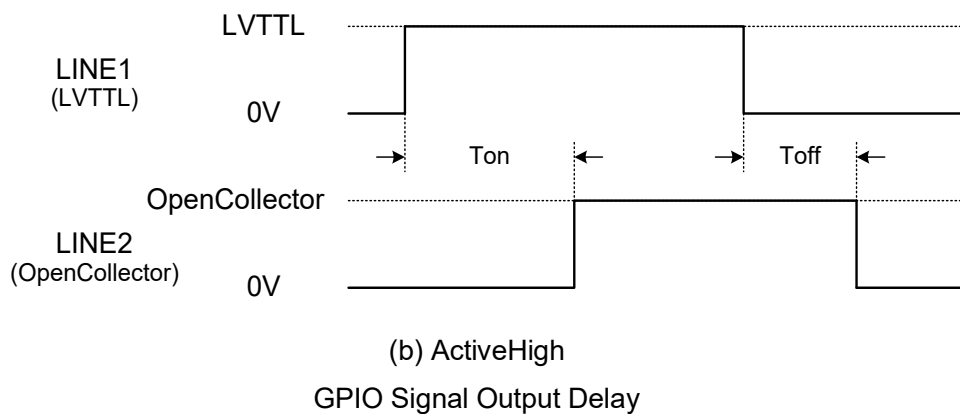 LVTTL
LINE1
(LVTTL)
0V
Ton
Toff
OpenCollector
LINE2
(OpenCollector)
0V
(b) ActiveHigh
GPIO Signal Output Delay